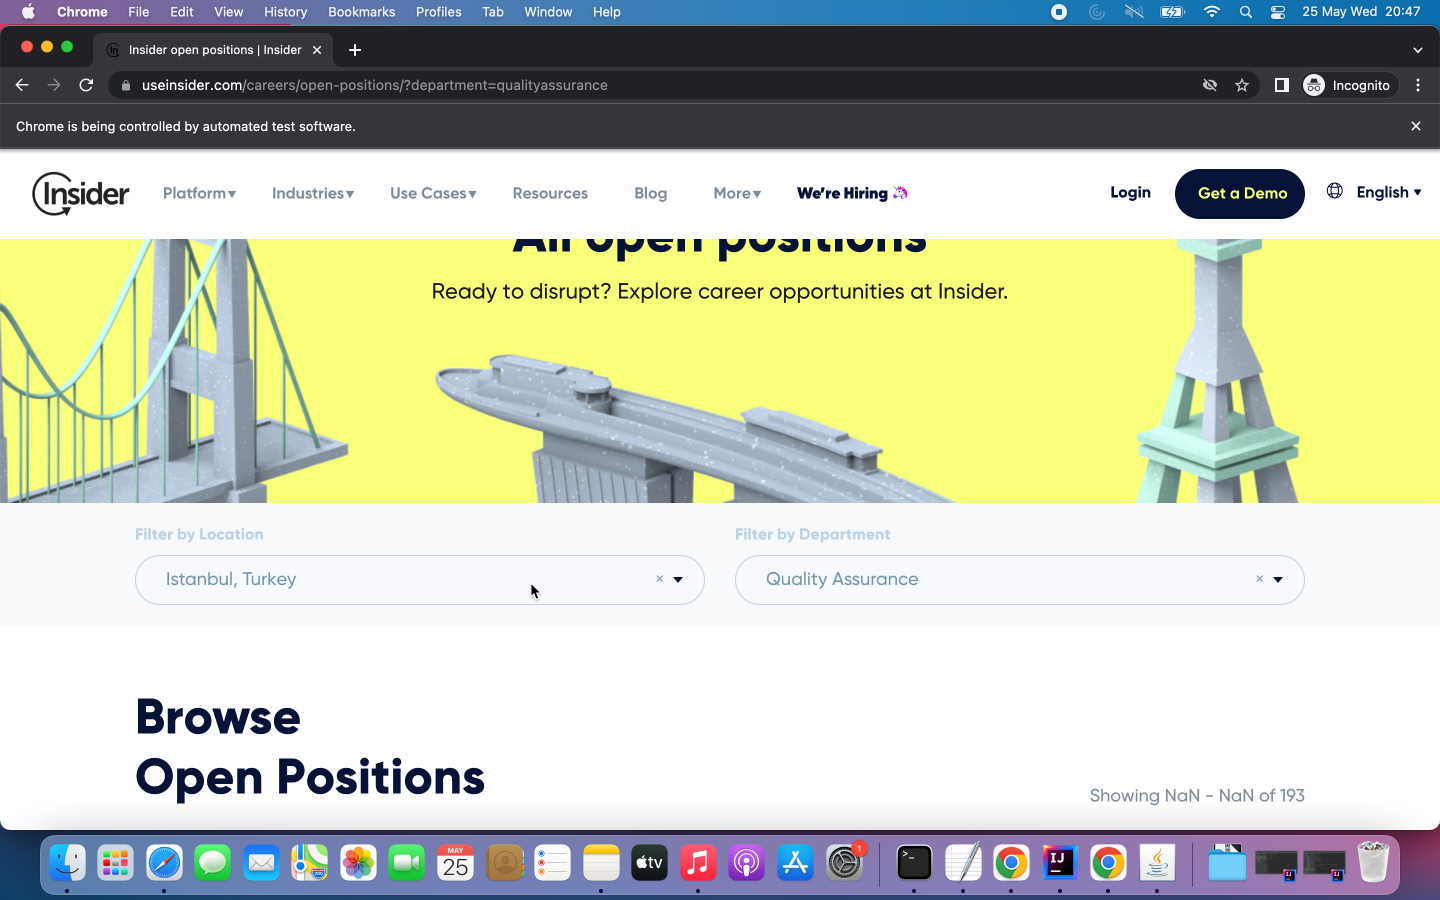 Chrome File Edit View History Bookmarks Profiles Tab Window Help 25 May Wed 20:47
Insider open positions | Insider
useinsider.com/careers/open-positions/?department=qualityassurance Incognito
Chrome is being controlled by automated test software.
Insider Platform▾ Industries▾ Use Cases▾ Resources Blog More▾ We're Hiring Login Get a Demo English ▾
All open positions
Ready to disrupt? Explore career opportunities at Insider.
Filter by Location Filter by Department
Istanbul, Turkey × Quality Assurance ×
Browse
Open Positions
Showing NaN - NaN of 193
MAY
25
tv
1
IJ